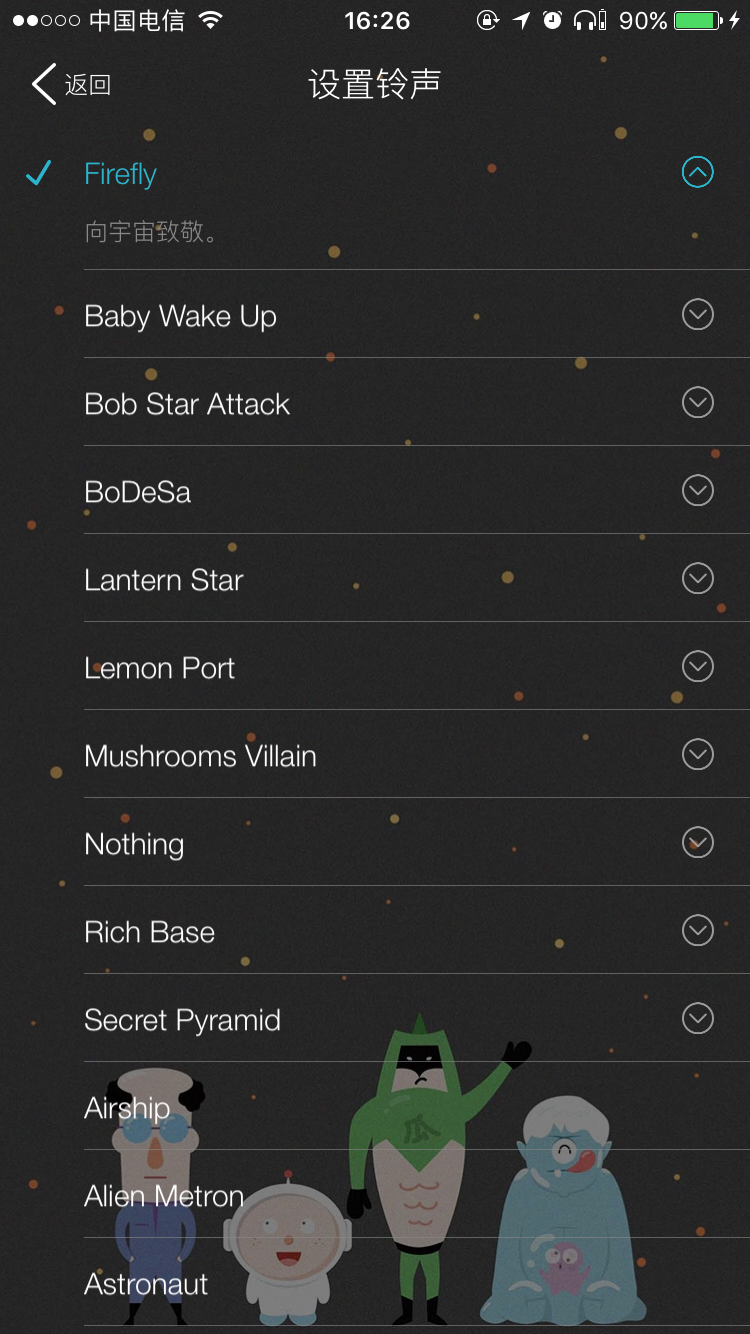 中国电信 16:26 90%
返回 设置铃声
Firefly
向宇宙致敬。
Baby Wake Up
Bob Star Attack
BoDeSa
Lantern Star
Lemon Port
Mushrooms Villain
Nothing
Rich Base
Secret Pyramid
瓜
Airship
Alien Metron
Astronaut